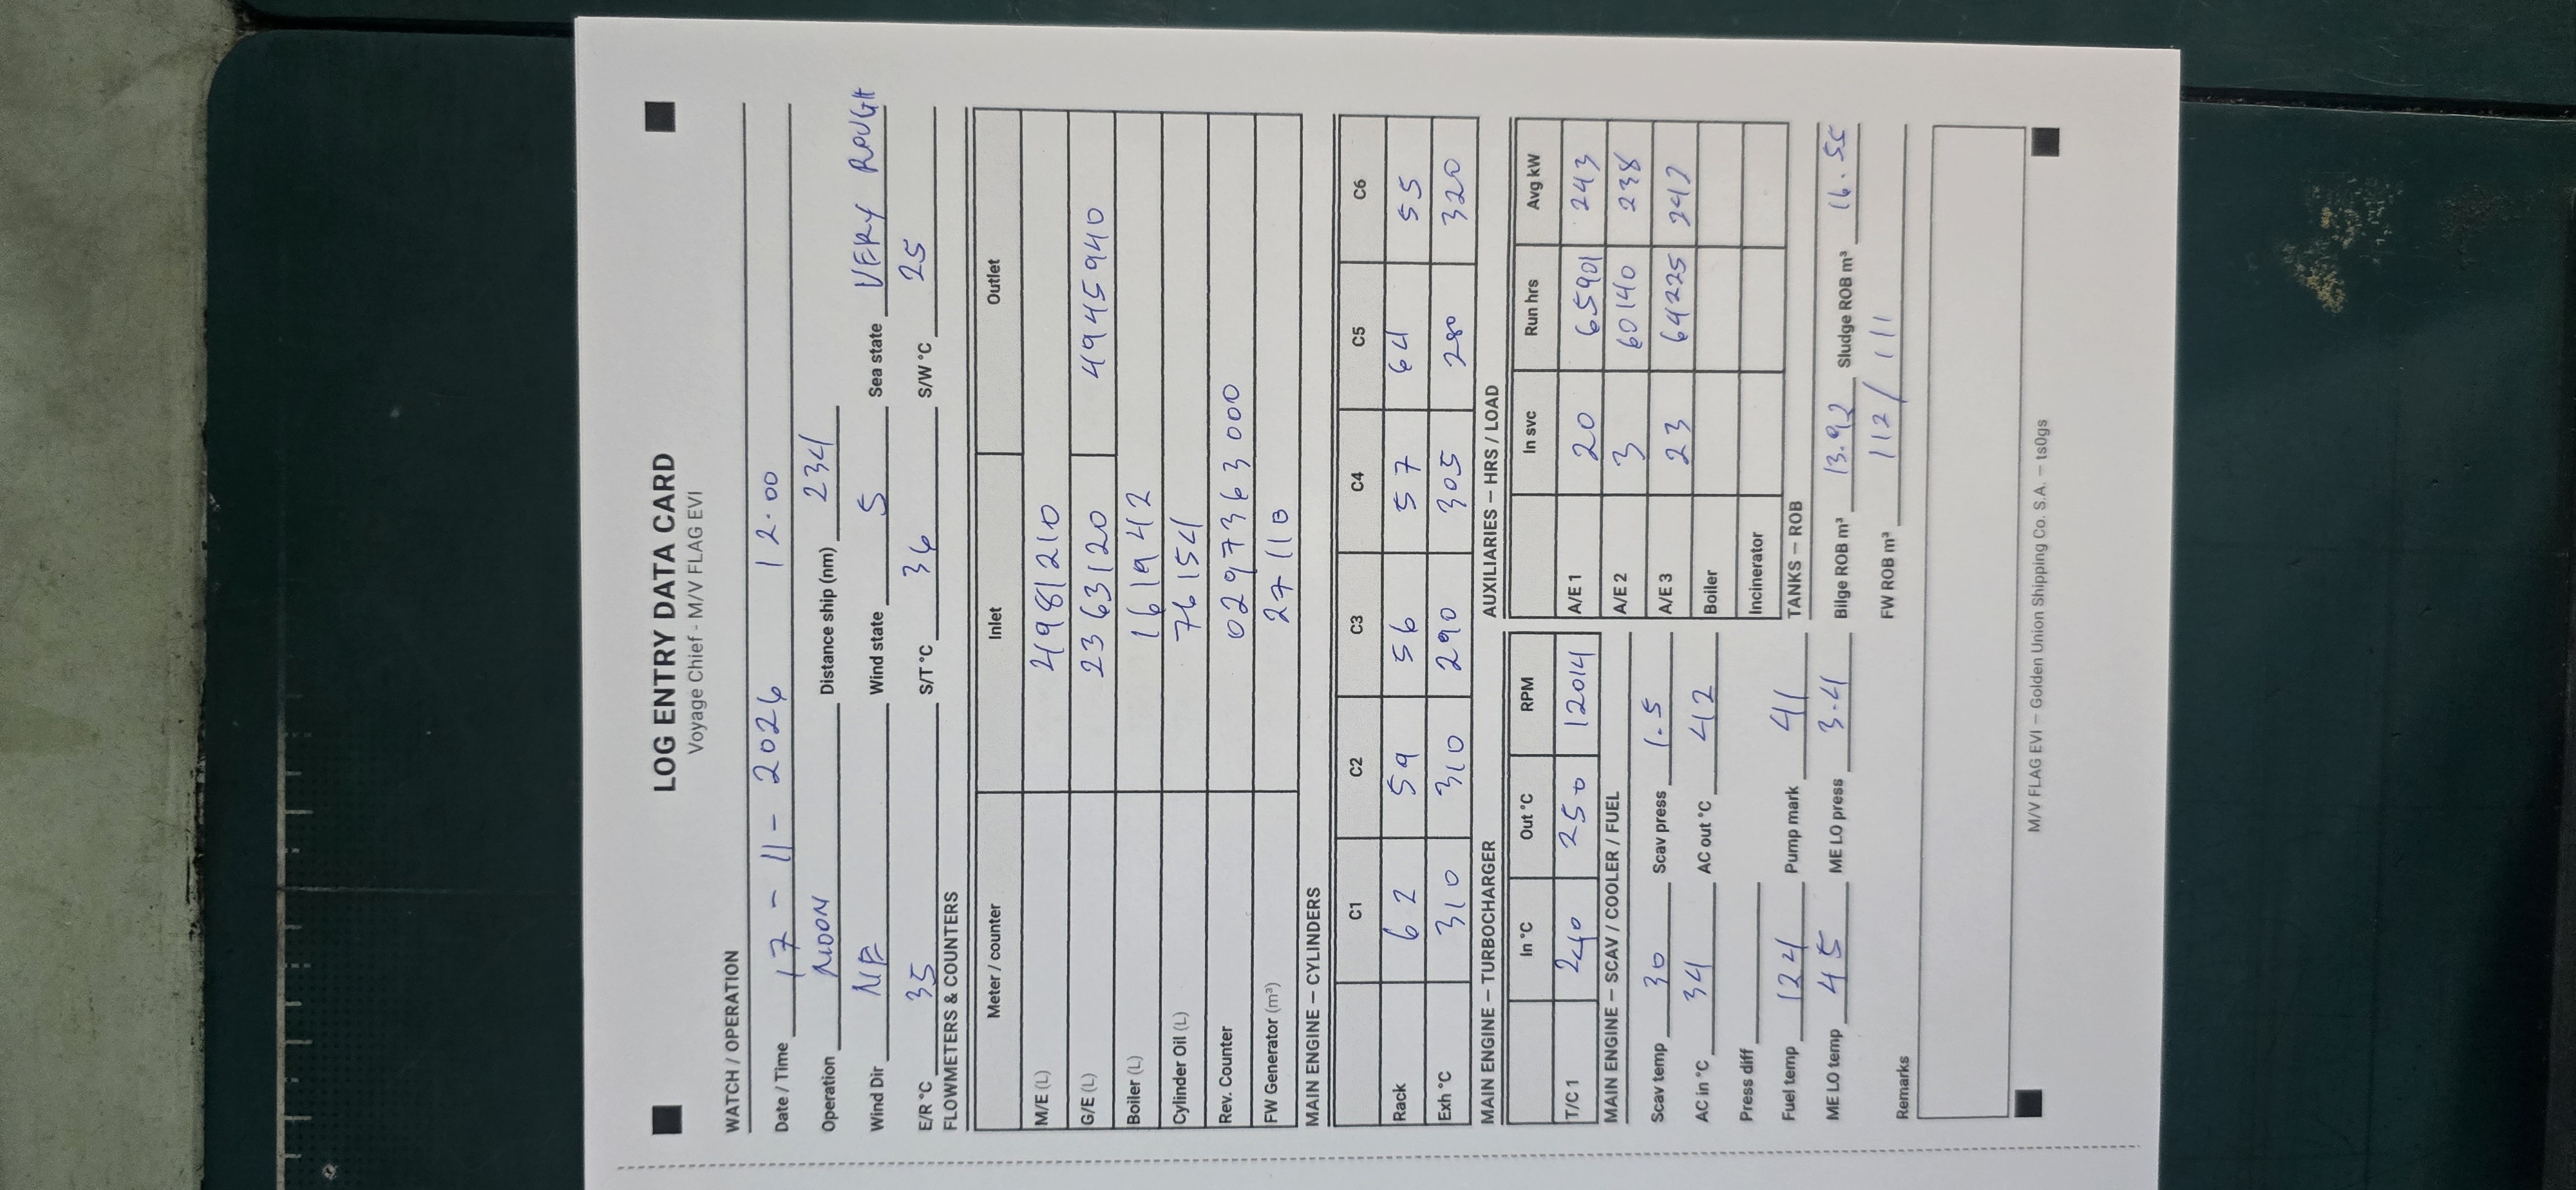 LOG ENTRY DATA CARD
Voyage Chief - M/V FLAG EVI
WATCH / OPERATION
Date / Time 17 - 11 - 2026 12.00
Operation NOON Distance ship (nm) 234
Wind Dir NE Wind state 5 Sea state VERY ROUGH
E/R °C 35 S/T °C 36 S/W °C 25
FLOWMETERS & COUNTERS
Meter / counter Inlet Outlet
M/E (L) 4981210
G/E (L) 2363120 4945940
Boiler (L) 161942
Cylinder Oil (L) 76154
Rev. Counter 029736 3000
FW Generator (m³)
MAIN ENGINE – CYLINDERS
C1 C2 C3 C4 C5 C6
Rack 62 59 56 57 64 55
Exh °C 310 310 290 305 280 320
MAIN ENGINE – TURBOCHARGER
In °C Out °C RPM
T/C 1 240 250 12014
MAIN ENGINE – SCAV / COOLER / FUEL
Scav temp 30 Scav press 1.5
AC in °C 34 AC out °C 42
Press diff
Fuel temp 124 Pump mark 41
ME LO temp 45 ME LO press 3.4
AUXILIARIES – HRS / LOAD
In svc Run hrs Avg kW
A/E 1 20 65901 243
A/E 2 3 60140 238
A/E 3 23 64225 247
Boiler
Incinerator
TANKS – ROB
Bilge ROB m³ 13.92 Sludge ROB m³ 16.55
FW ROB m³ 112 / 111
Remarks
M/V FLAG EVI – Golden Union Shipping Co. S.A. – ts0gs